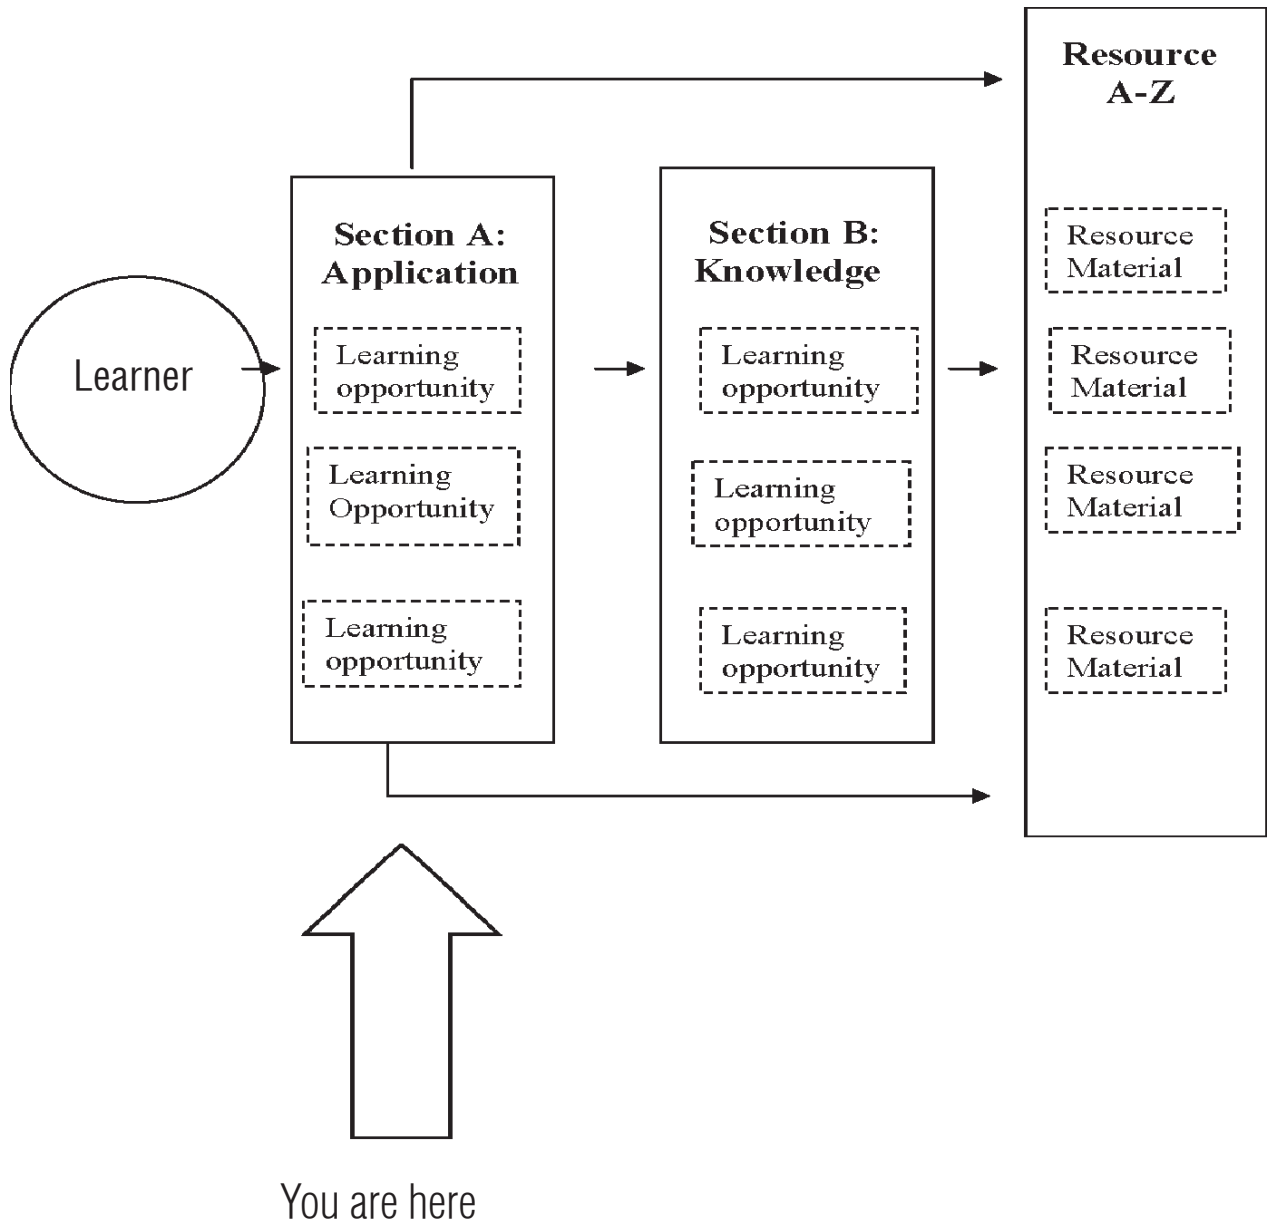 Learner
Section A:
Application
Learning
opportunity
Learning
Opportunity
Learning
opportunity
Section B:
Knowledge
Learning
opportunity
Learning
opportunity
Learning
opportunity
Resource
A-Z
Resource
Material
Resource
Material
Resource
Material
Resource
Material
You are here